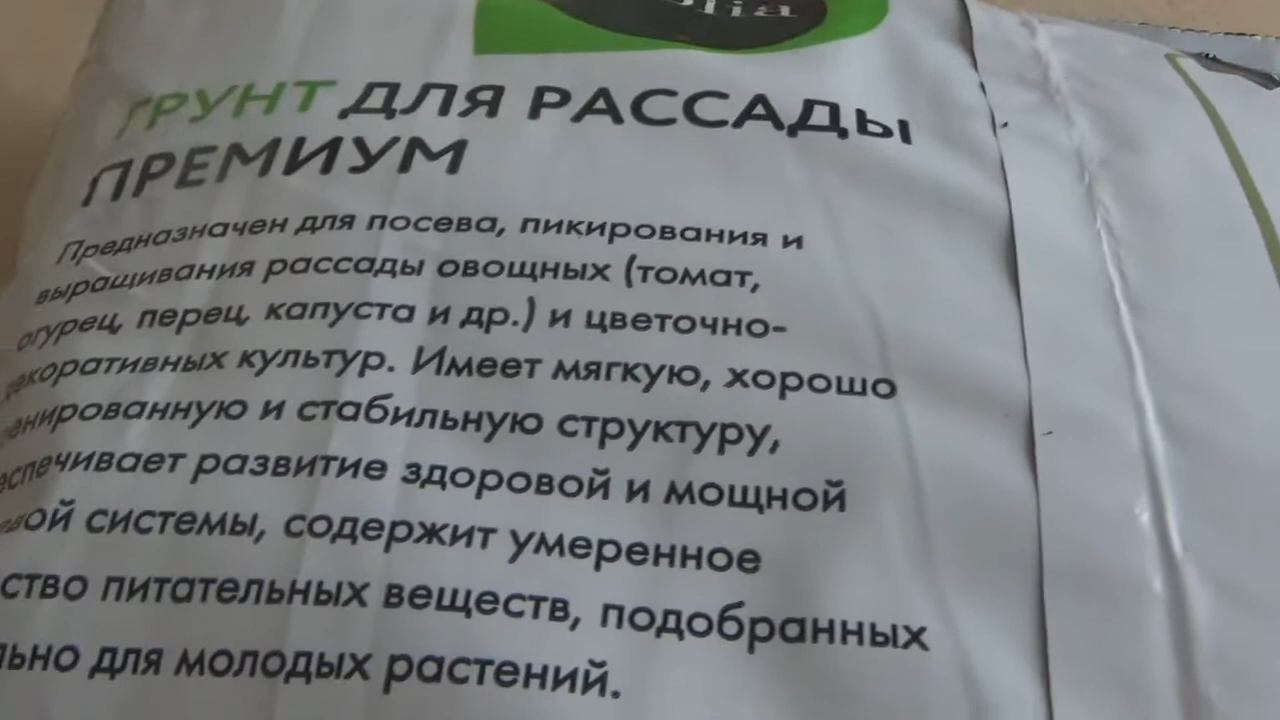 ГРУНТ ДЛЯ РАССАДЫ
ПРЕМИУМ
Предназначен для посева, пикирования и
выращивания рассады овощных (томат,
огурец, перец, капуста и др.) и цветочно-
декоративных культур. Имеет мягкую, хорошо
дренированную и стабильную структуру,
обеспечивает развитие здоровой и мощной
системы, содержит умеренное
питательных веществ, подобранных
для молодых растений.